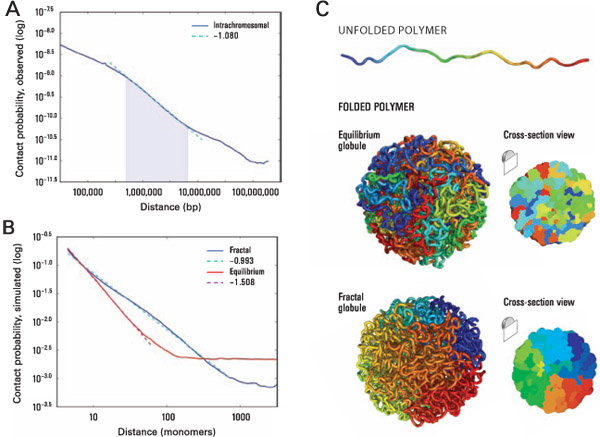 A
Contact probability, observed (log)
10-7.5
10-8.0
10-8.5
10-9.0
10-9.5
10-10.0
10-10.5
10-11.0
10-11.5
Intrachromosomal
-1.080
100,000
1,000,000
10,000,000
100,000,000
Distance (bp)
B
Contact probability, simulated (log)
10-0.5
10-1.0
10-1.5
10-2.0
10-2.5
10-3.0
10-3.5
Fractal
-0.993
Equilibrium
-1.508
10
100
1000
Distance (monomers)
C
UNFOLDED POLYMER
FOLDED POLYMER
Equilibrium
globule
Cross-section view
Fractal
globule
Cross-section view